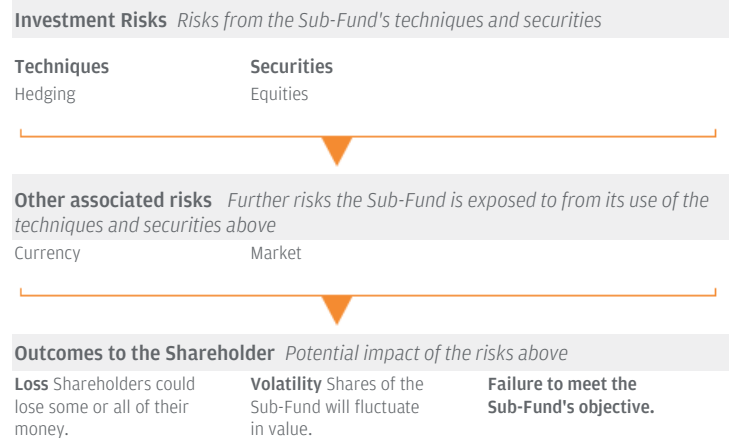 Investment Risks Risks from the Sub-Fund's techniques and securities
Techniques Securities
Hedging Equities
Other associated risks Further risks the Sub-Fund is exposed to from its use of the
techniques and securities above
Currency Market
Outcomes to the Shareholder Potential impact of the risks above
Loss Shareholders could
lose some or all of their
money.
Volatility Shares of the
Sub-Fund will fluctuate
in value.
Failure to meet the
Sub-Fund's objective.